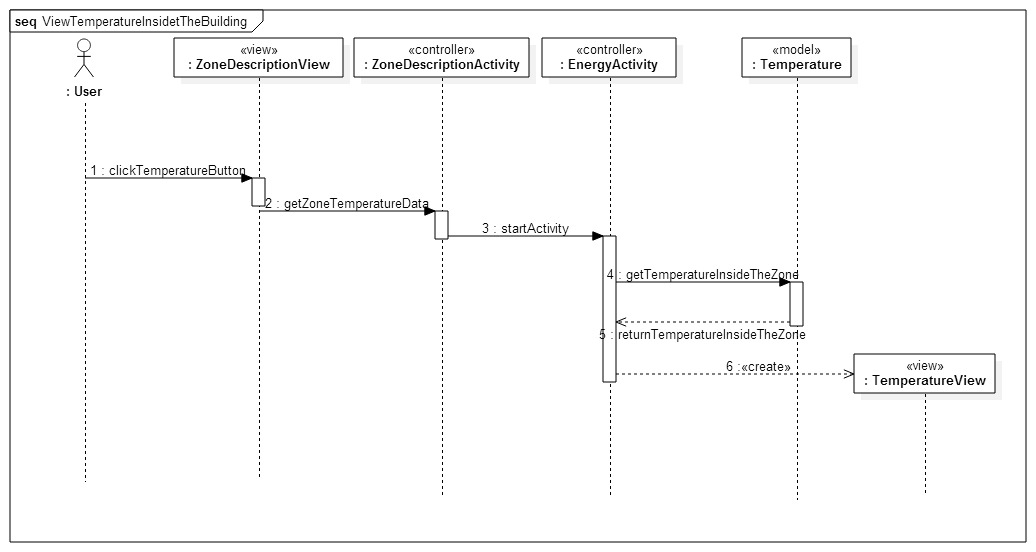 seq ViewTemperatureInsidetTheBuilding
: User
«view»
: ZoneDescriptionView
«controller»
: ZoneDescriptionActivity
«controller»
: EnergyActivity
«model»
: Temperature
1 : clickTemperatureButton
2 : getZoneTemperatureData
3 : startActivity
4 : getTemperatureInsideTheZone
5 : returnTemperatureInsideTheZone
6 :«create»
«view»
: TemperatureView